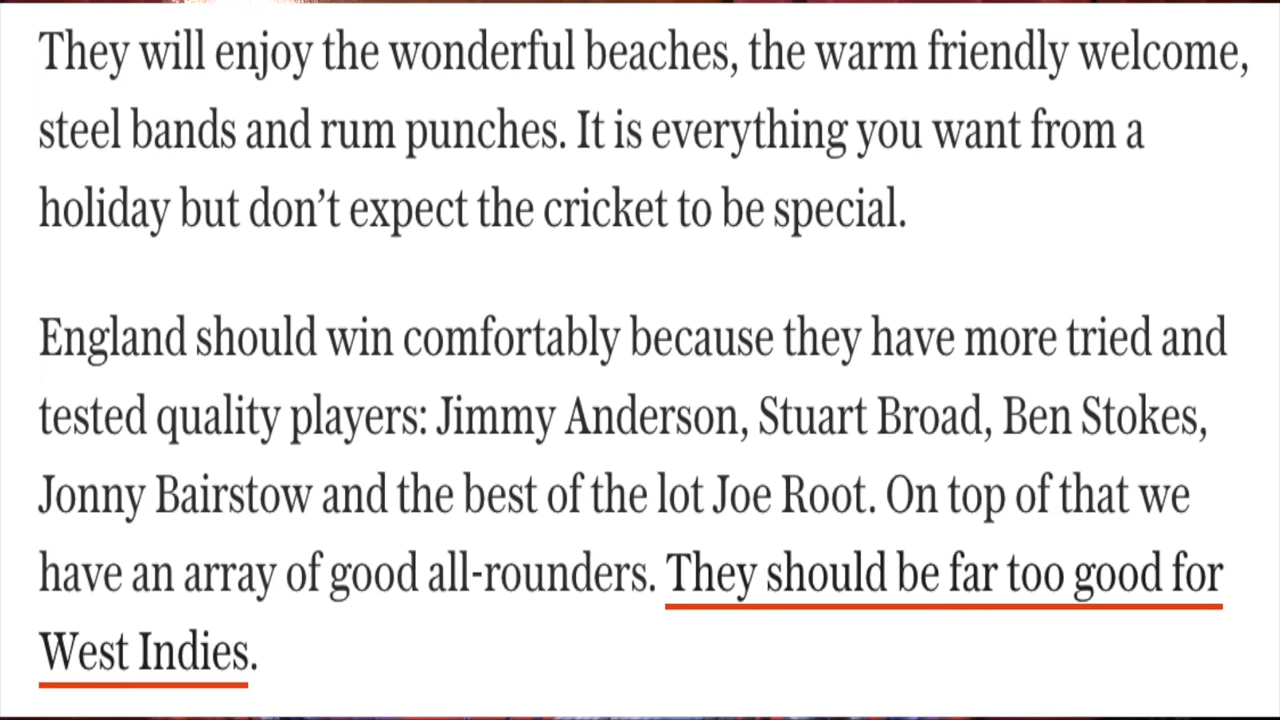 They will enjoy the wonderful beaches, the warm friendly welcome,
steel bands and rum punches. It is everything you want from a
holiday but don’t expect the cricket to be special.
England should win comfortably because they have more tried and
tested quality players: Jimmy Anderson, Stuart Broad, Ben Stokes,
Jonny Bairstow and the best of the lot Joe Root. On top of that we
have an array of good all-rounders. They should be far too good for
West Indies.